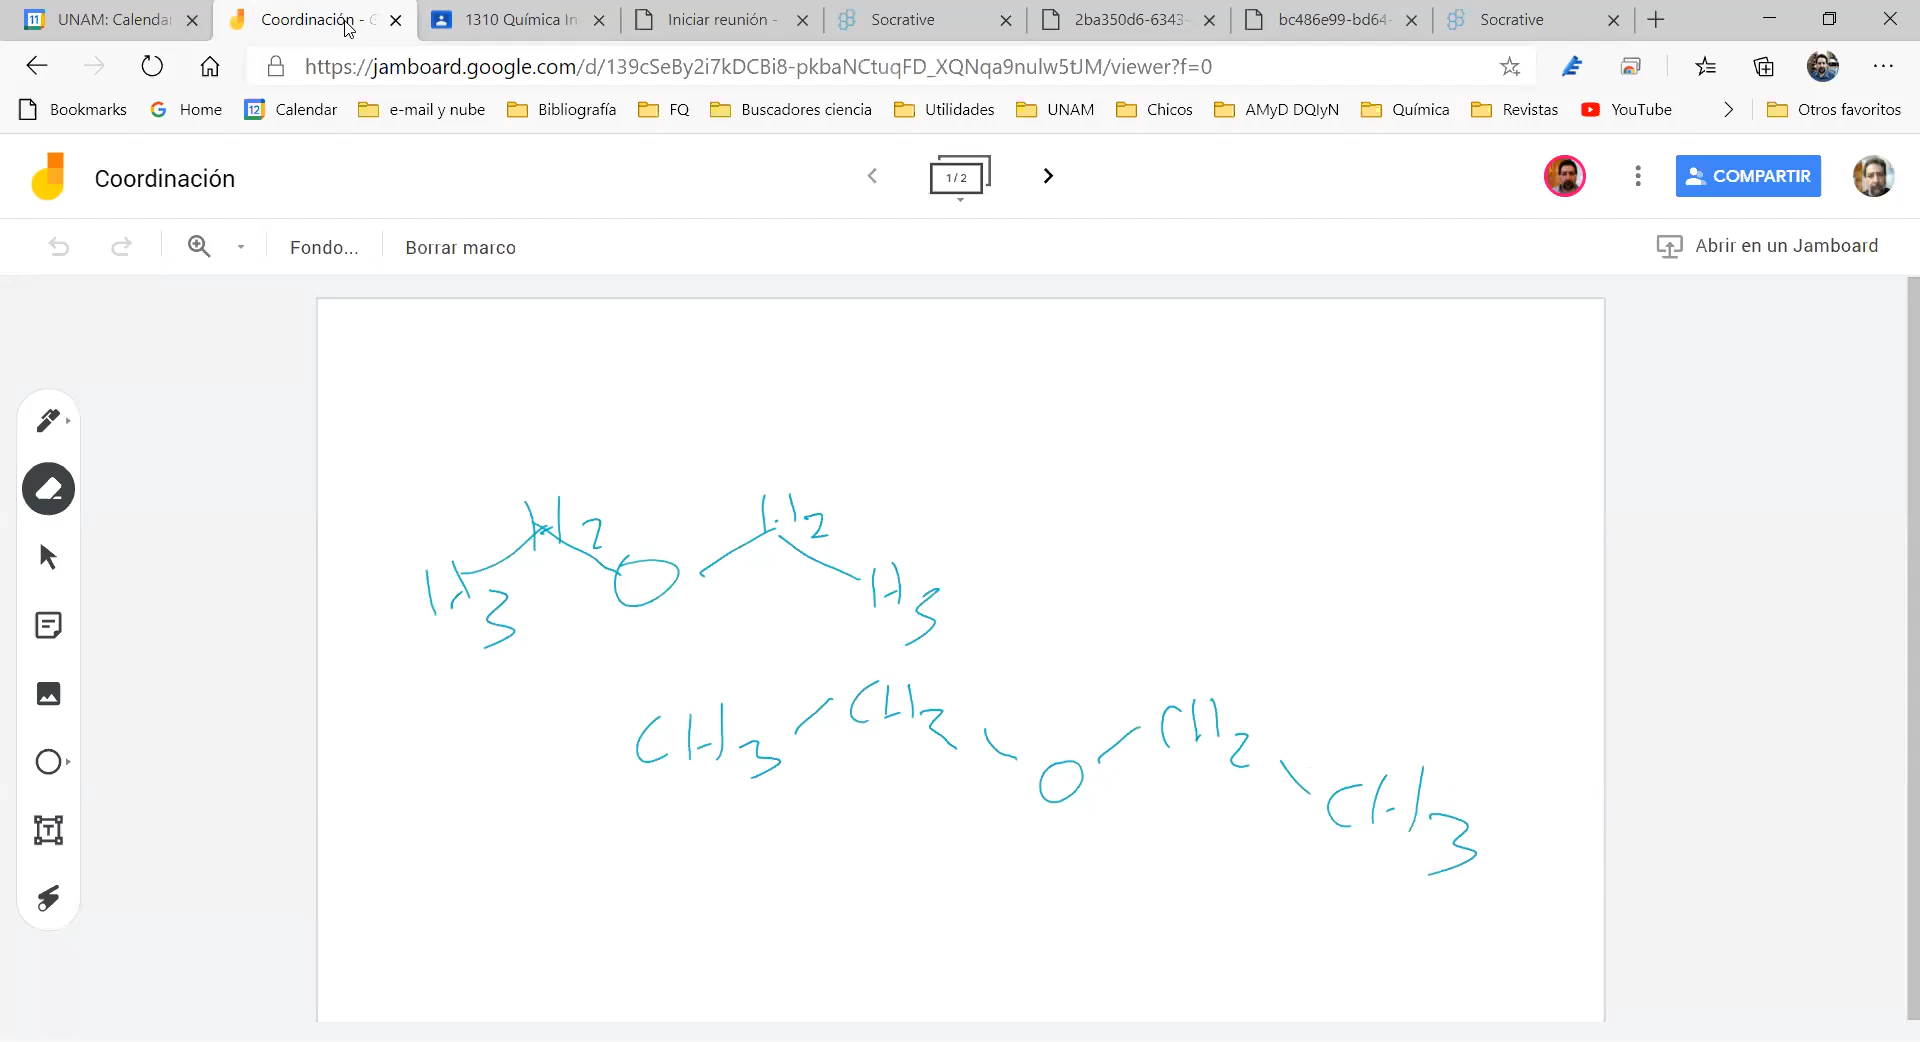 11 UNAM: Calenda
Coordinación - G
1310 Química In
Iniciar reunión -
Socrative
2ba350d6-6343-
bc486e99-bd64-
Socrative
https://jamboard.google.com/d/139cSeBy2i7kDCBi8-pkbaNCtuqFD_XQNqa9nulw5tJM/viewer?f=0
Bookmarks G Home 12 Calendar e-mail y nube Bibliografía FQ Buscadores ciencia Utilidades UNAM Chicos AMyD DQIyN Química Revistas YouTube Otros favoritos
Coordinación
1 / 2
COMPARTIR
Fondo...
Borrar marco
Abrir en un Jamboard
T
H2 H2
H3 O H3
CH3 CH2 O CH2 CH3